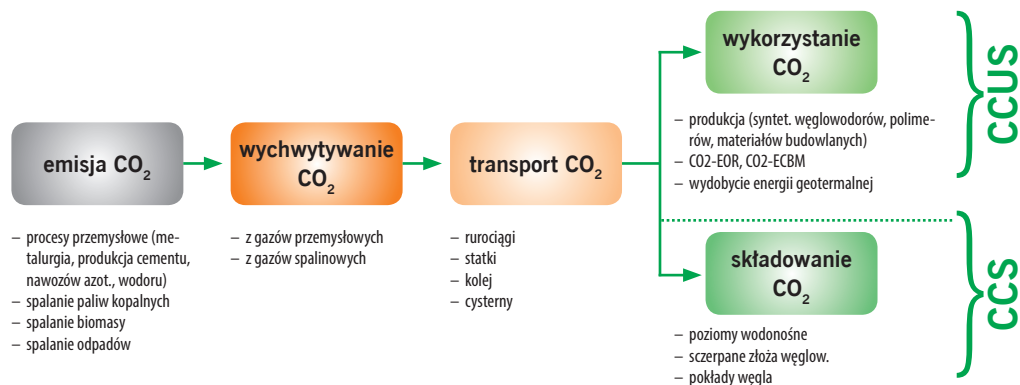 emisja CO₂
– procesy przemysłowe (me-
talurgia, produkcja cementu,
nawozów azot., wodoru)
– spalanie paliw kopalnych
– spalanie biomasy
– spalanie odpadów
wychwytywanie
CO₂
– z gazów przemysłowych
– z gazów spalinowych
transport CO₂
– rurociągi
– statki
– kolej
– cysterny
wykorzystanie
CO₂
– produkcja (syntet. węglowodorów, polime-
rów, materiałów budowlanych)
– CO2-EOR, CO2-ECBM
– wydobycie energii geotermalnej
CCUS
składowanie
CO₂
– poziomy wodonośne
– sczerpane złoża węglow.
– pokłady węgla
CCS